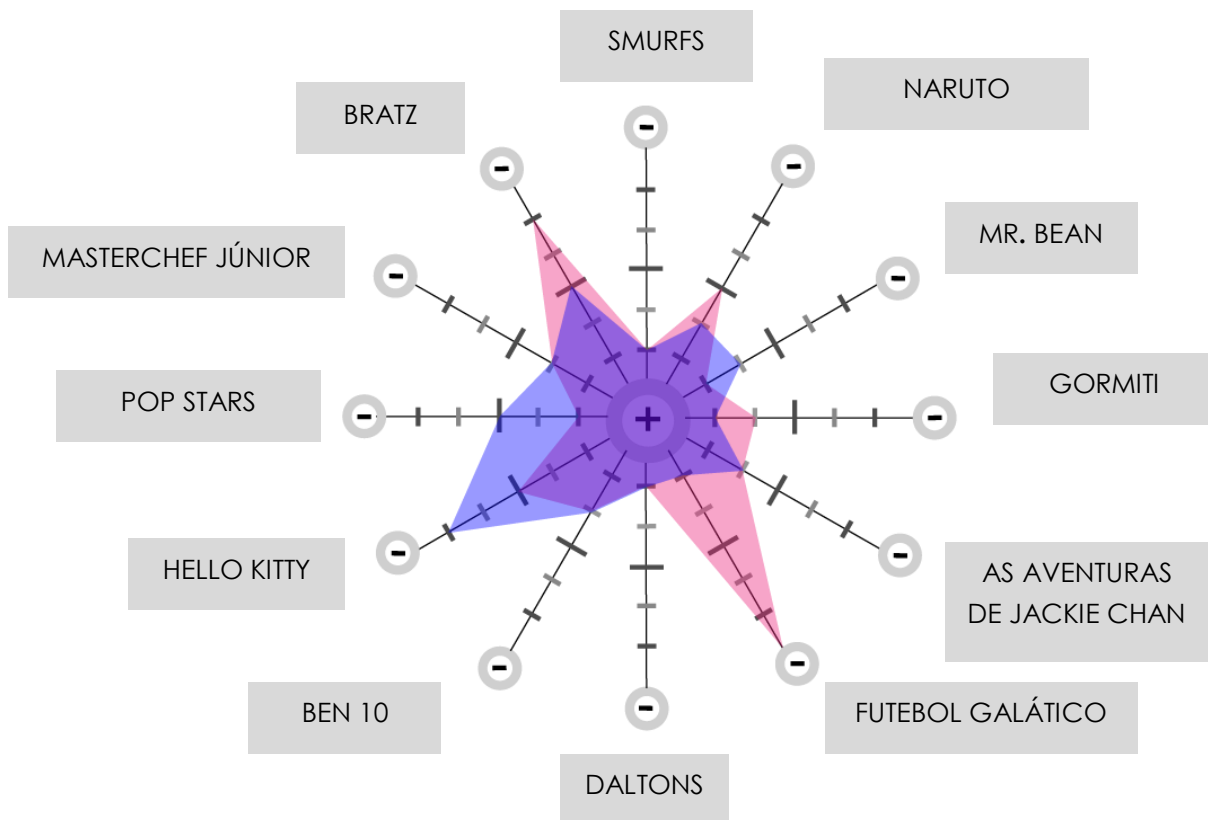 SMURFS
NARUTO
BRATZ
MR. BEAN
MASTERCHEF JÚNIOR
GORMITI
POP STARS
HELLO KITTY
AS AVENTURAS
DE JACKIE CHAN
BEN 10
FUTEBOL GALÁTICO
DALTONS
-
-
-
-
-
-
-
-
-
-
-
-
+